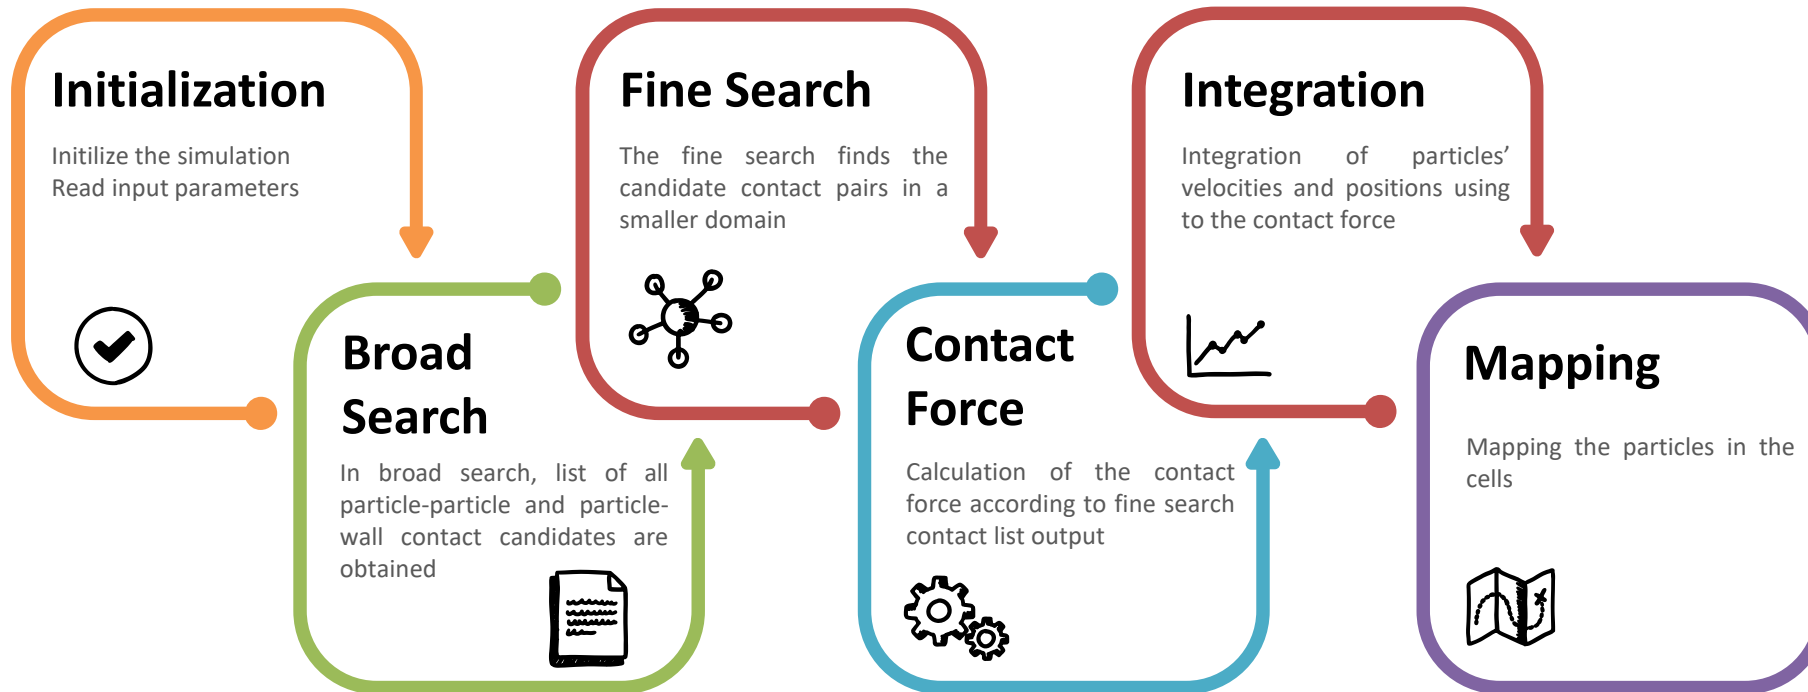 Initialization
Initilize the simulation
Read input parameters
Broad
Search
In broad search, list of all
particle-particle and particle-
wall contact candidates are
obtained
Fine Search
The fine search finds the
candidate contact pairs in a
smaller domain
Contact
Force
Calculation of the contact
force according to fine search
contact list output
Integration
Integration of particles’
velocities and positions using
to the contact force
Mapping
Mapping the particles in the
cells